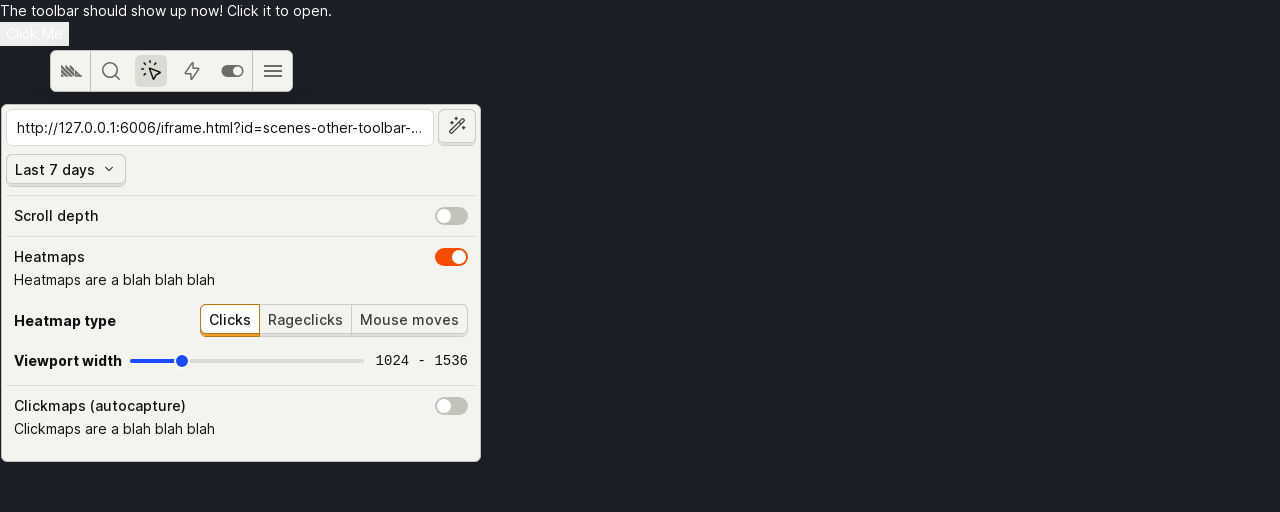 The toolbar should show up now! Click it to open.
Click Me
http://127.0.0.1:6006/iframe.html?id=scenes-other-toolbar-...
Last 7 days
Scroll depth
Heatmaps
Heatmaps are a blah blah blah
Heatmap type Clicks Rageclicks Mouse moves
Viewport width 1024 - 1536
Clickmaps (autocapture)
Clickmaps are a blah blah blah